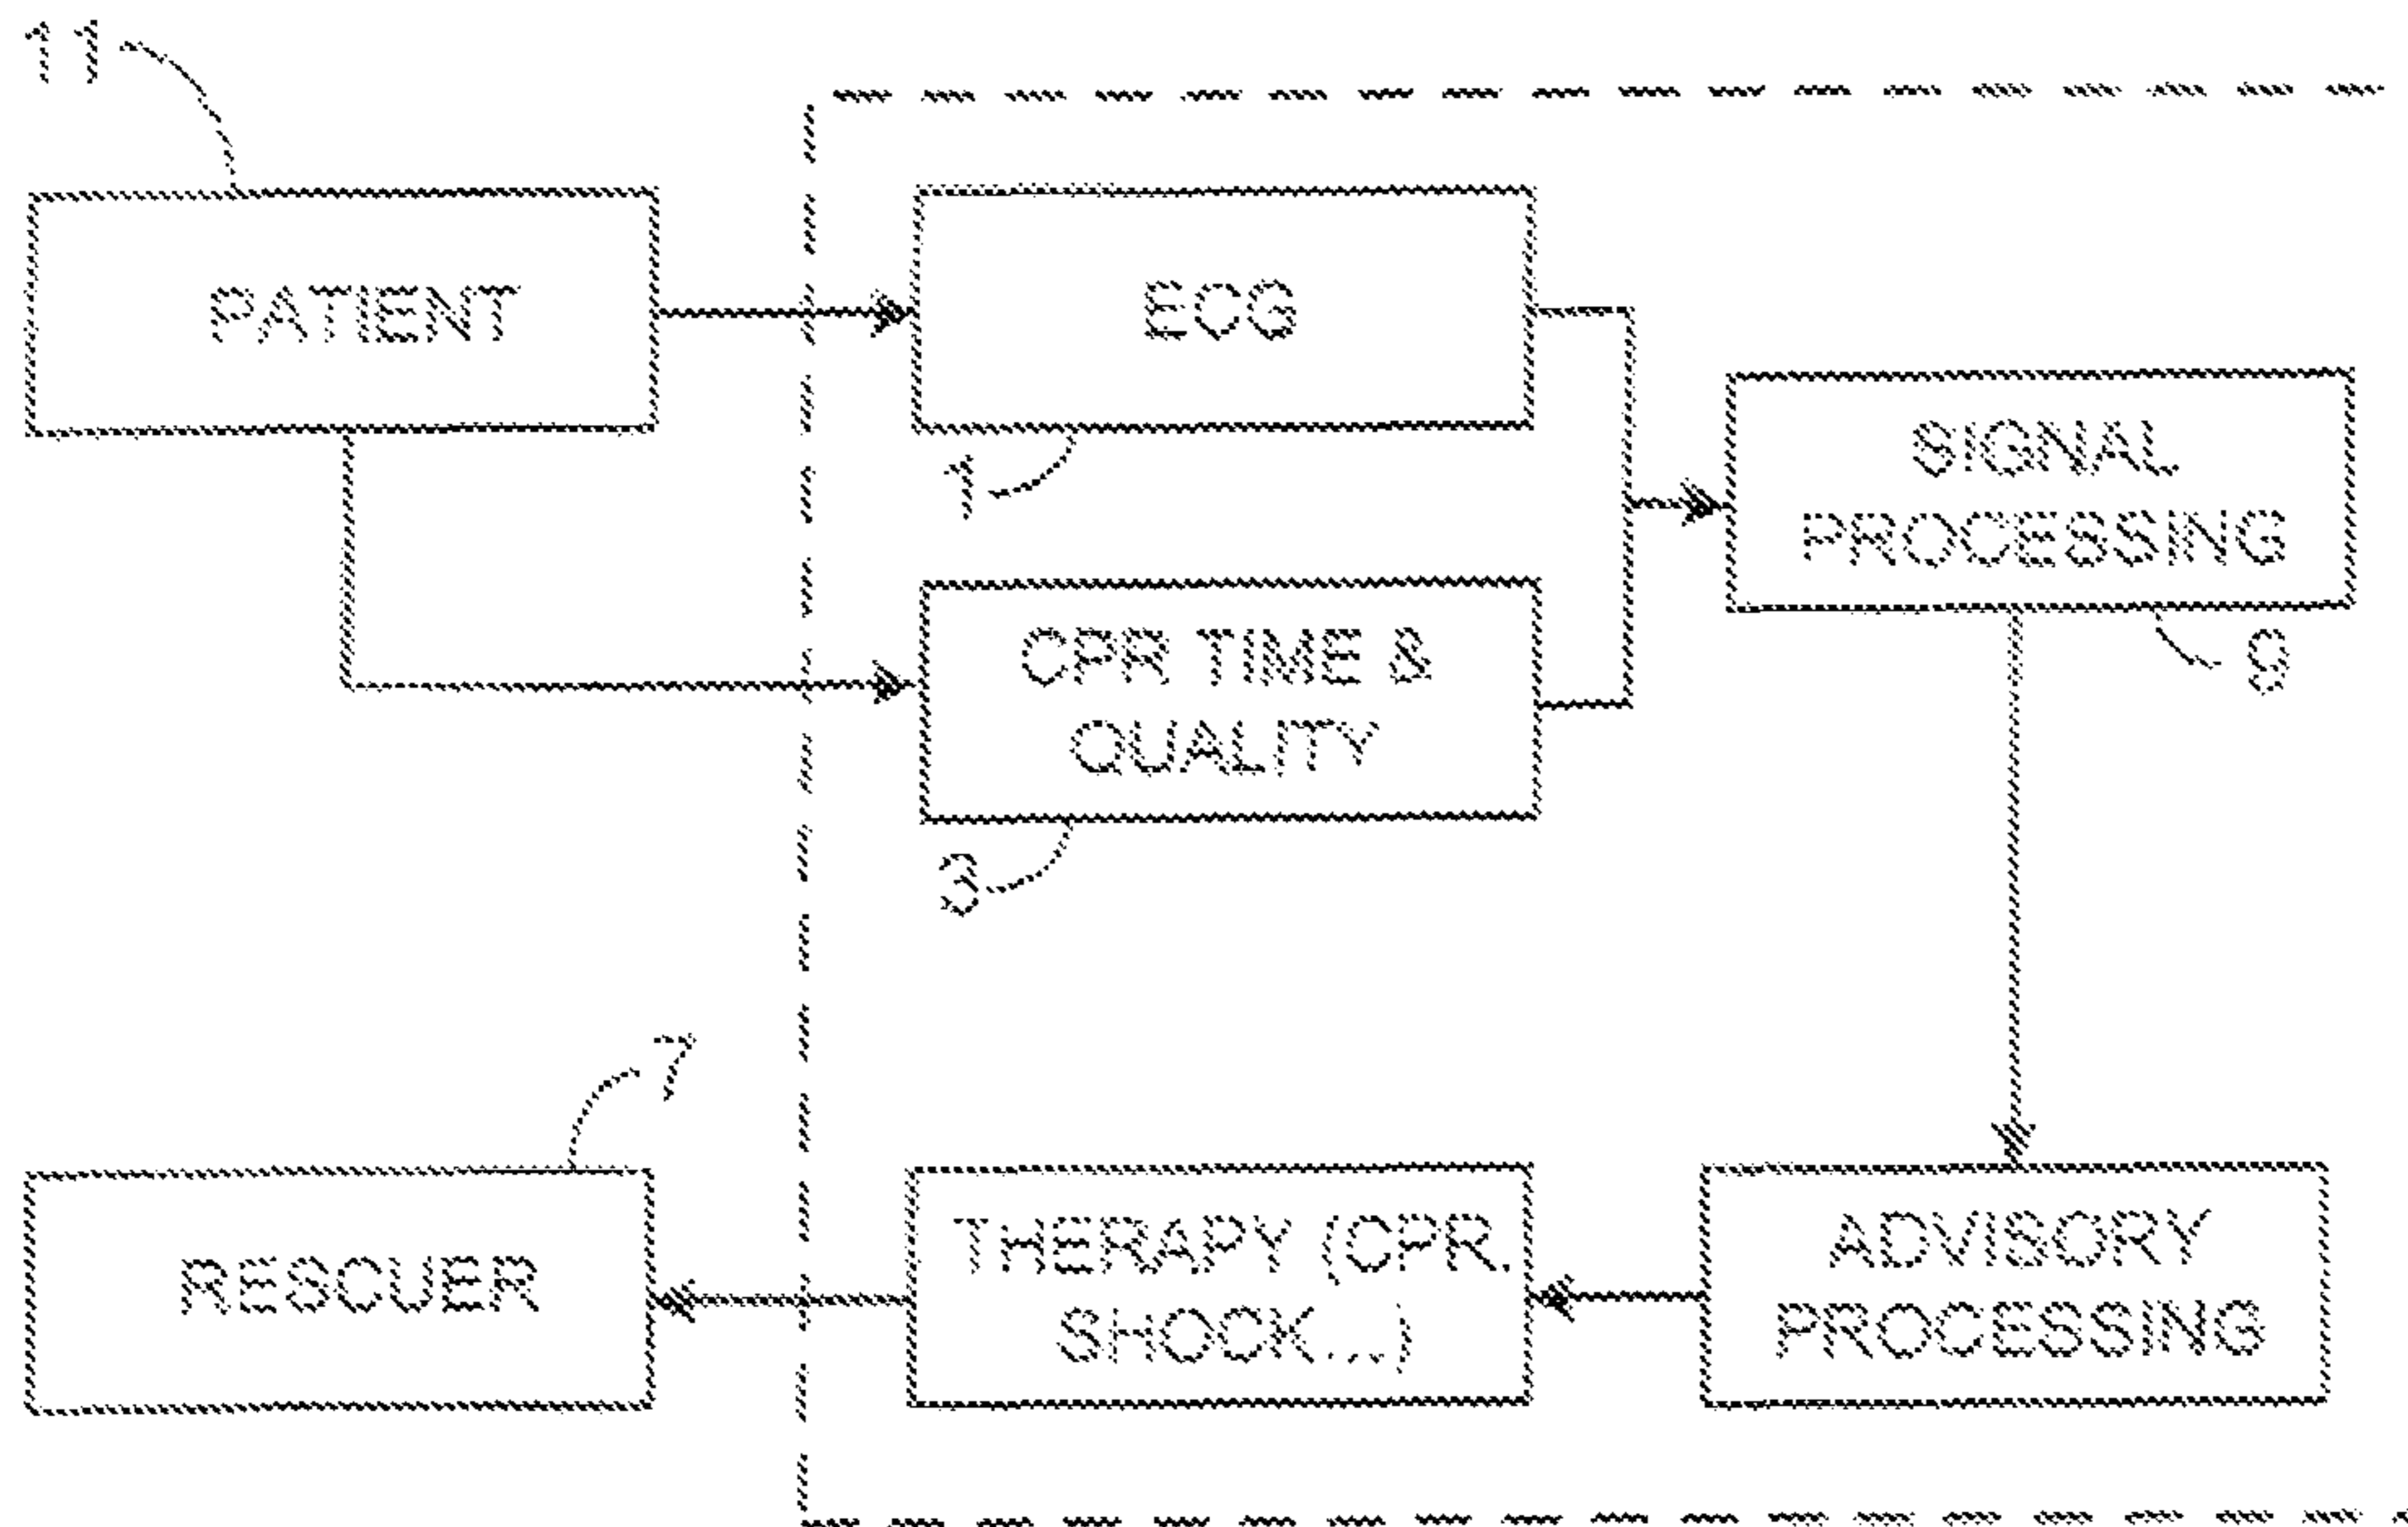 11
PATIENT
ECG
1
SIGNAL
PROCESSING
9
CPR TIME &
QUALITY
3
7
RESCUER
THERAPY (CPR.
SHOCK...)
ADVISORY
PROCESSING